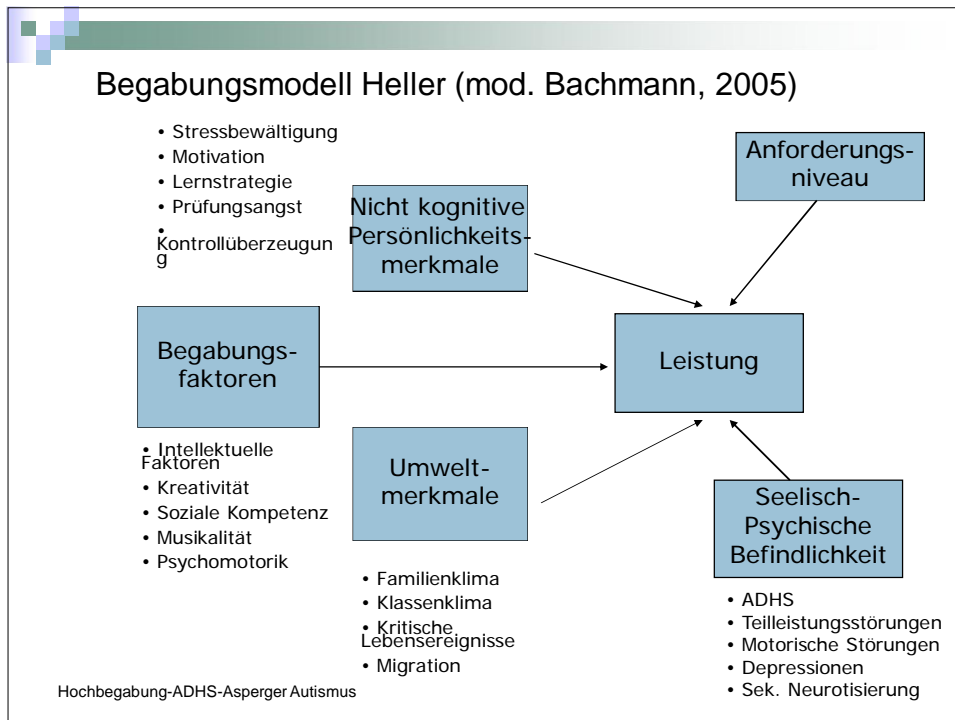 Begabungsmodell Heller (mod. Bachmann, 2005)
• Stressbewältigung
• Motivation
• Lernstrategie
• Prüfungsangst
•
Kontrollüberzeugun
g
Nicht kognitive
Persönlichkeits-
merkmale
Anforderungs-
niveau
Begabungs-
faktoren
Leistung
• Intellektuelle
Faktoren
• Kreativität
• Soziale Kompetenz
• Musikalität
• Psychomotorik
Umwelt-
merkmale
• Familienklima
• Klassenklima
• Kritische
Lebensereignisse
• Migration
Seelisch-
Psychische
Befindlichkeit
• ADHS
• Teilleistungsstörungen
• Motorische Störungen
• Depressionen
• Sek. Neurotisierung
Hochbegabung-ADHS-Asperger Autismus